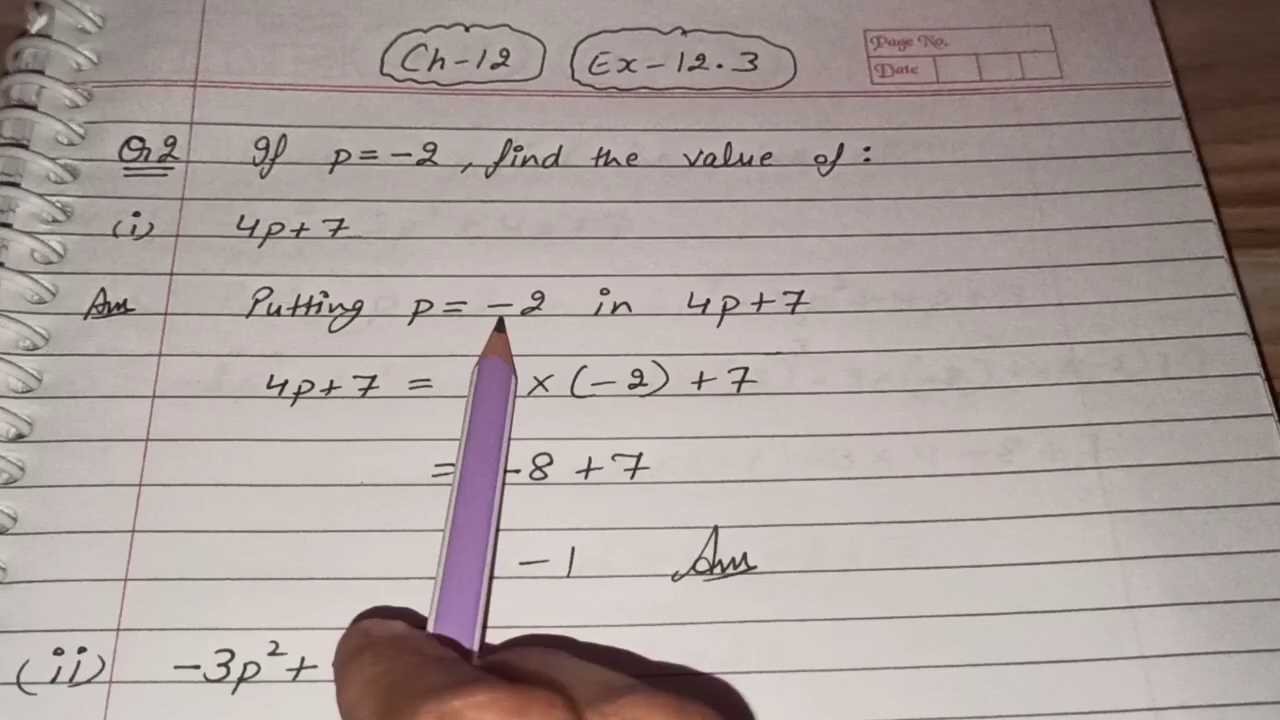 Ch-12 Ex-12.3 Page No.
Date
Qr2 If p=-2, find the value of:
(i) 4p+7
Ans Putting p=-2 in 4p+7
4p+7 = ×(-2)+7
= -8+7
-1 Ans
(ii) -3p²+